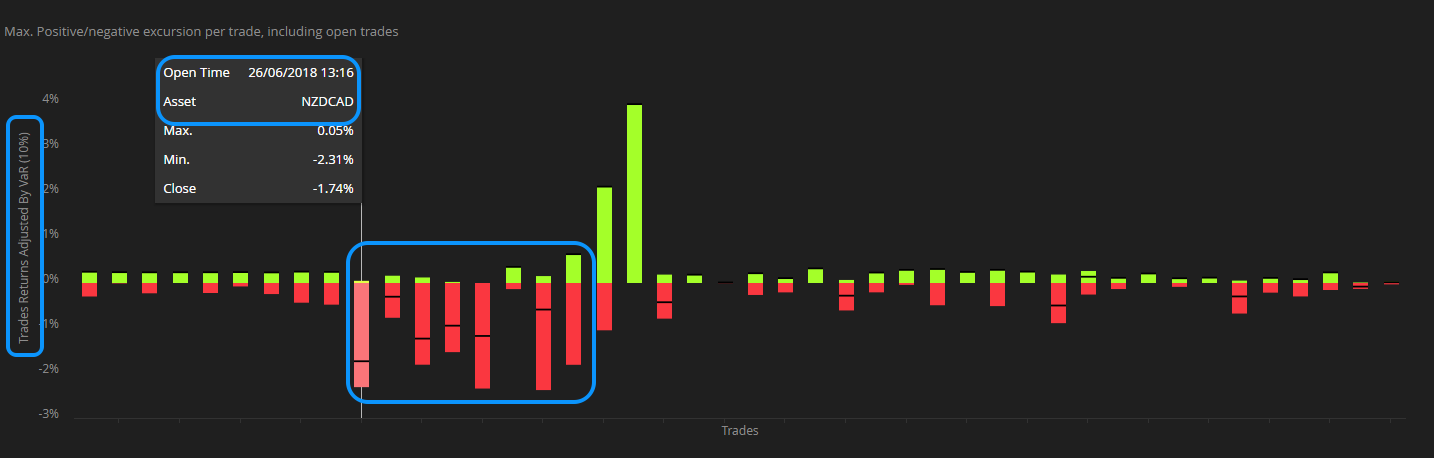 Max. Positive/negative excursion per trade, including open trades
Open Time 26/06/2018 13:16
Asset NZDCAD
Max. 0.05%
Min. -2.31%
Close -1.74%
Trades Returns Adjusted By VaR (10%)
4%
3%
2%
1%
0%
-1%
-2%
-3%
Trades